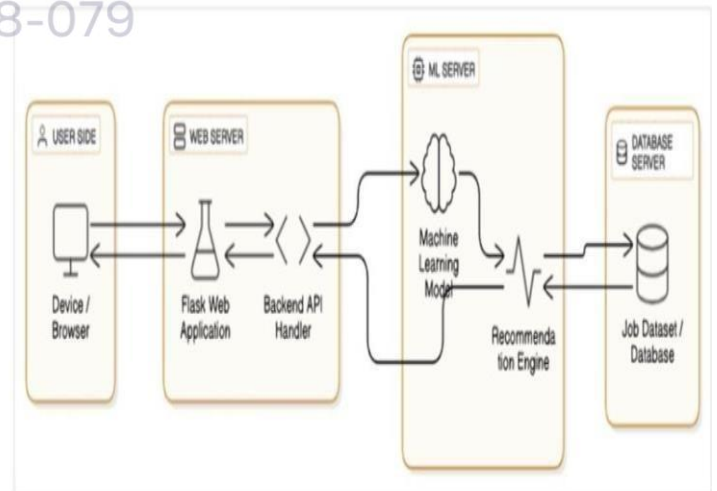 8-079
ML SERVER
USER SIDE
WEB SERVER
DATABASE
SERVER
Machine
Learning
Model
Device /
Browser
Flask Web
Application
Backend API
Handler
Recommenda
tion Engine
Job Dataset /
Database